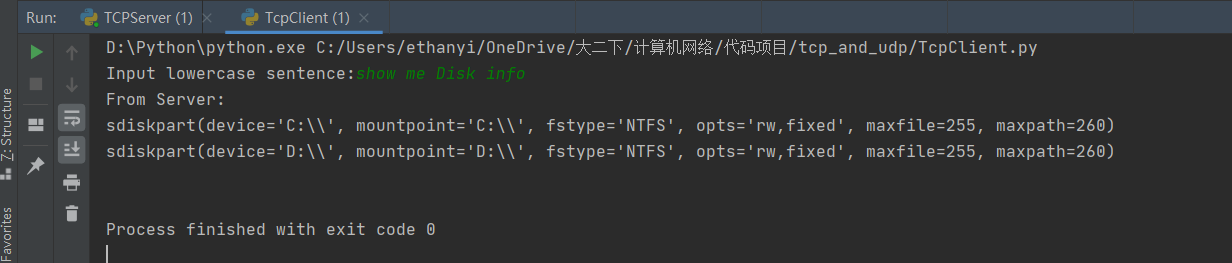 Run: TCPServer (1) TcpClient (1)
D:\Python\python.exe C:/Users/ethanyi/OneDrive/大二下/计算机网络/代码项目/tcp_and_udp/TcpClient.py
Input lowercase sentence:show me Disk info
From Server:
sdiskpart(device='C:\\', mountpoint='C:\\', fstype='NTFS', opts='rw,fixed', maxfile=255, maxpath=260)
sdiskpart(device='D:\\', mountpoint='D:\\', fstype='NTFS', opts='rw,fixed', maxfile=255, maxpath=260)
Process finished with exit code 0
Z: Structure
Favorites